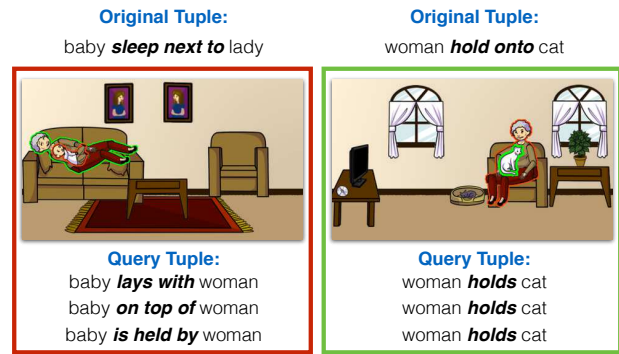 Original Tuple:
baby sleep next to lady
Query Tuple:
baby lays with woman
baby on top of woman
baby is held by woman
Original Tuple:
woman hold onto cat
Query Tuple:
woman holds cat
woman holds cat
woman holds cat